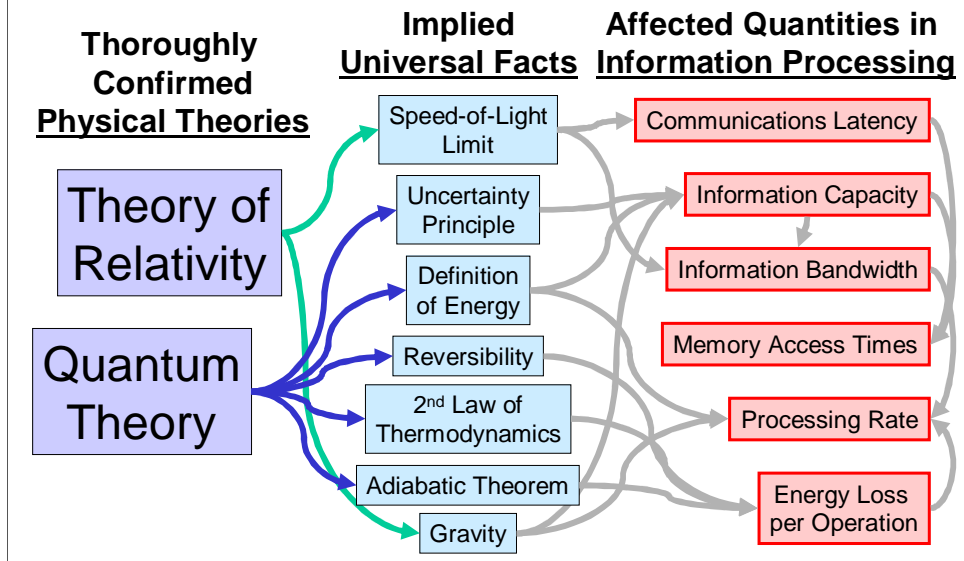 Thoroughly
Confirmed
Physical Theories
Implied
Universal Facts
Affected Quantities in
Information Processing
Theory of
Relativity
Quantum
Theory
Speed-of-Light
Limit
Uncertainty
Principle
Definition
of Energy
Reversibility
2nd Law of
Thermodynamics
Adiabatic Theorem
Gravity
Communications Latency
Information Capacity
Information Bandwidth
Memory Access Times
Processing Rate
Energy Loss
per Operation